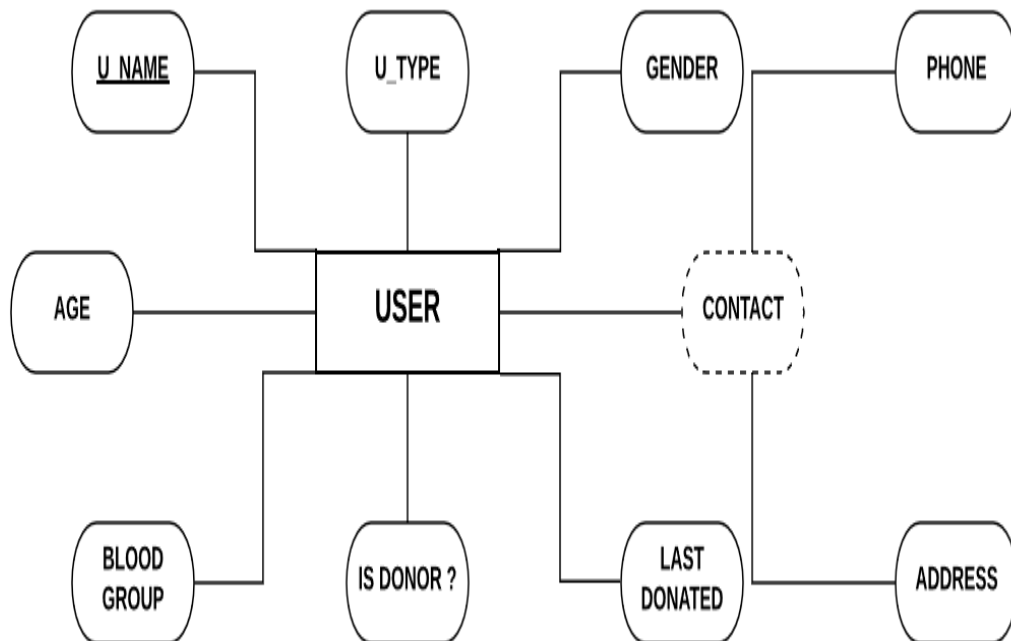 U_NAME
U_TYPE
GENDER
PHONE
AGE
USER
CONTACT
BLOOD
GROUP
IS DONOR ?
LAST
DONATED
ADDRESS